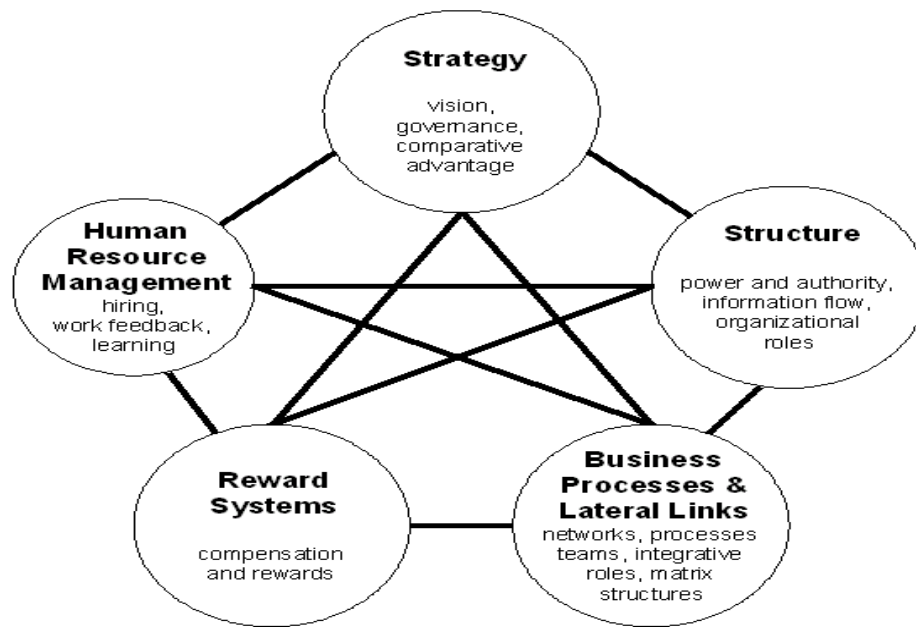 Strategy
vision,
governance,
comparative
advantage
Human
Resource
Management
hiring,
work feedback,
learning
Structure
power and authority,
information flow,
organizational
roles
Reward
Systems
compensation
and rewards
Business
Processes &
Lateral Links
networks, processes
teams, integrative
roles, matrix
structures